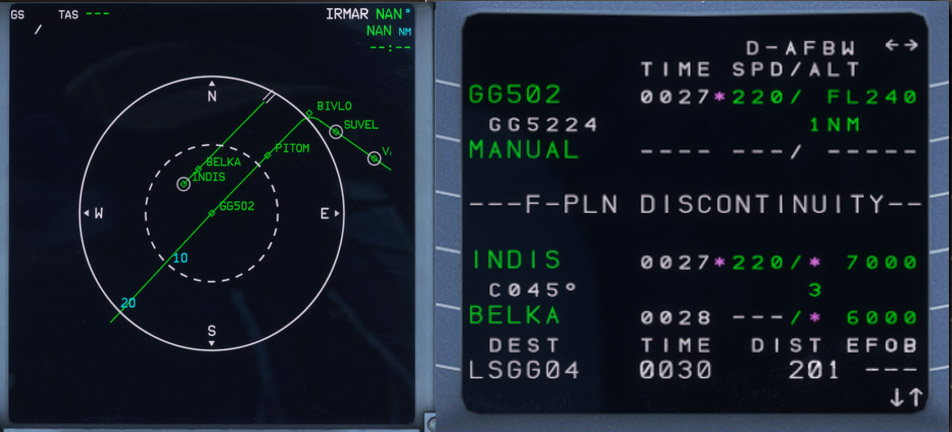 GS TAS ---
/
IRMAR NAN°
NAN NM
--:--
N
BIVLO
SUVEL
V.
PITOM
BELKA
INDIS
GG502
W
E
10
20
S
D-AFBW ←→
TIME SPD/ALT
GG502 0027*220/ FL240
GG5224 1NM
MANUAL ---- ---/ -----
---F-PLN DISCONTINUITY--
INDIS 0027*220/* 7000
C045° 3
BELKA 0028 ---/* 6000
DEST TIME DIST EFOB
LSGG04 0030 201 ---
↓↑